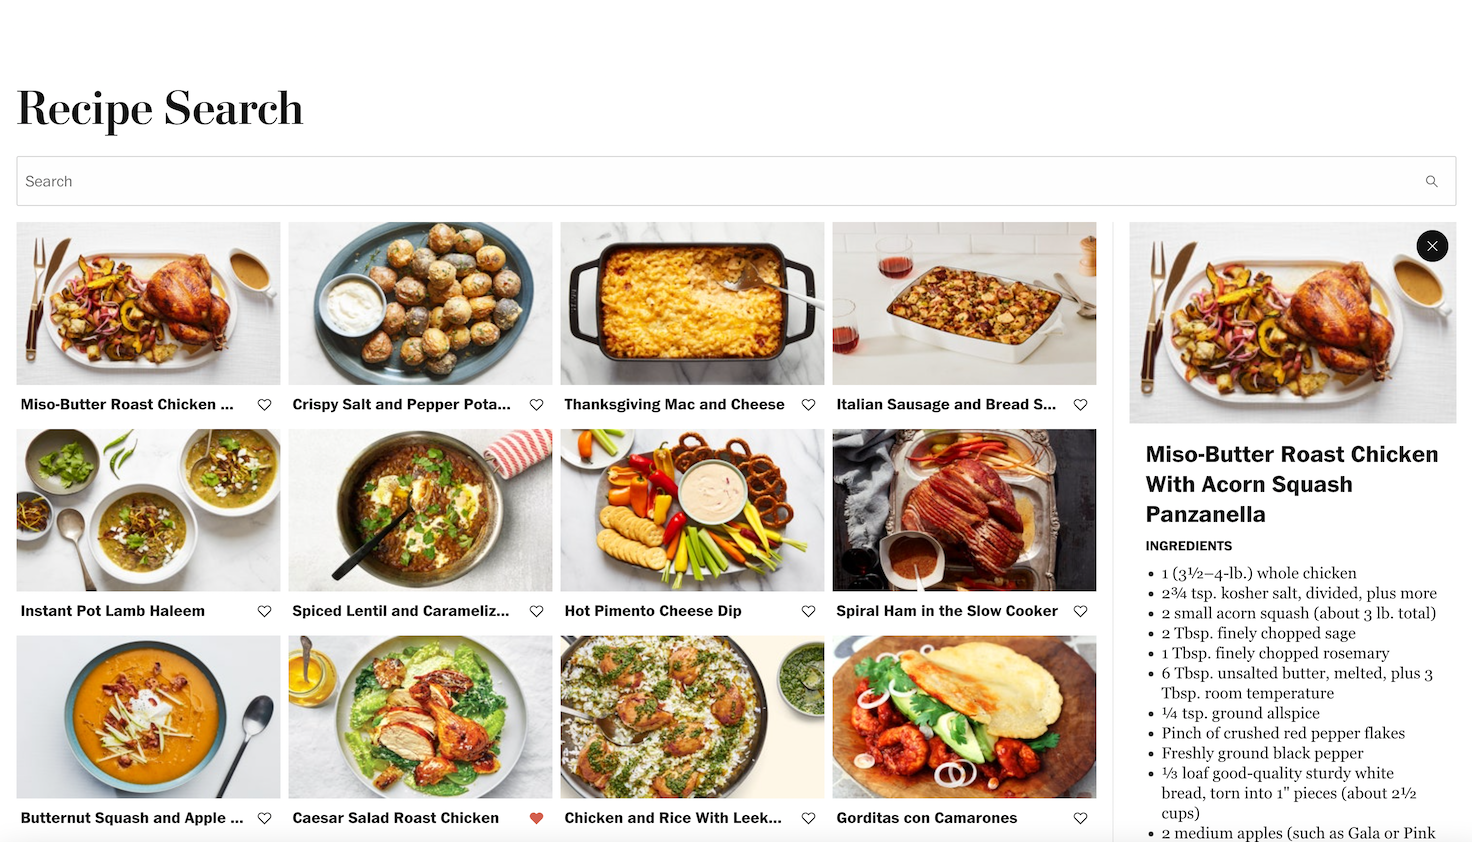 Recipe Search
Search
Miso-Butter Roast Chicken ...
Crispy Salt and Pepper Pota...
Thanksgiving Mac and Cheese
Italian Sausage and Bread S...
Instant Pot Lamb Haleem
Spiced Lentil and Carameliz...
Hot Pimento Cheese Dip
Spiral Ham in the Slow Cooker
Butternut Squash and Apple ...
Caesar Salad Roast Chicken
Chicken and Rice With Leek...
Gorditas con Camarones
Miso-Butter Roast Chicken
With Acorn Squash
Panzanella
INGREDIENTS
• 1 (3½–4-lb.) whole chicken
• 2¾ tsp. kosher salt, divided, plus more
• 2 small acorn squash (about 3 lb. total)
• 2 Tbsp. finely chopped sage
• 1 Tbsp. finely chopped rosemary
• 6 Tbsp. unsalted butter, melted, plus 3
Tbsp. room temperature
• ¼ tsp. ground allspice
• Pinch of crushed red pepper flakes
• Freshly ground black pepper
• ⅓ loaf good-quality sturdy white
bread, torn into 1" pieces (about 2½
cups)
• 2 medium apples (such as Gala or Pink